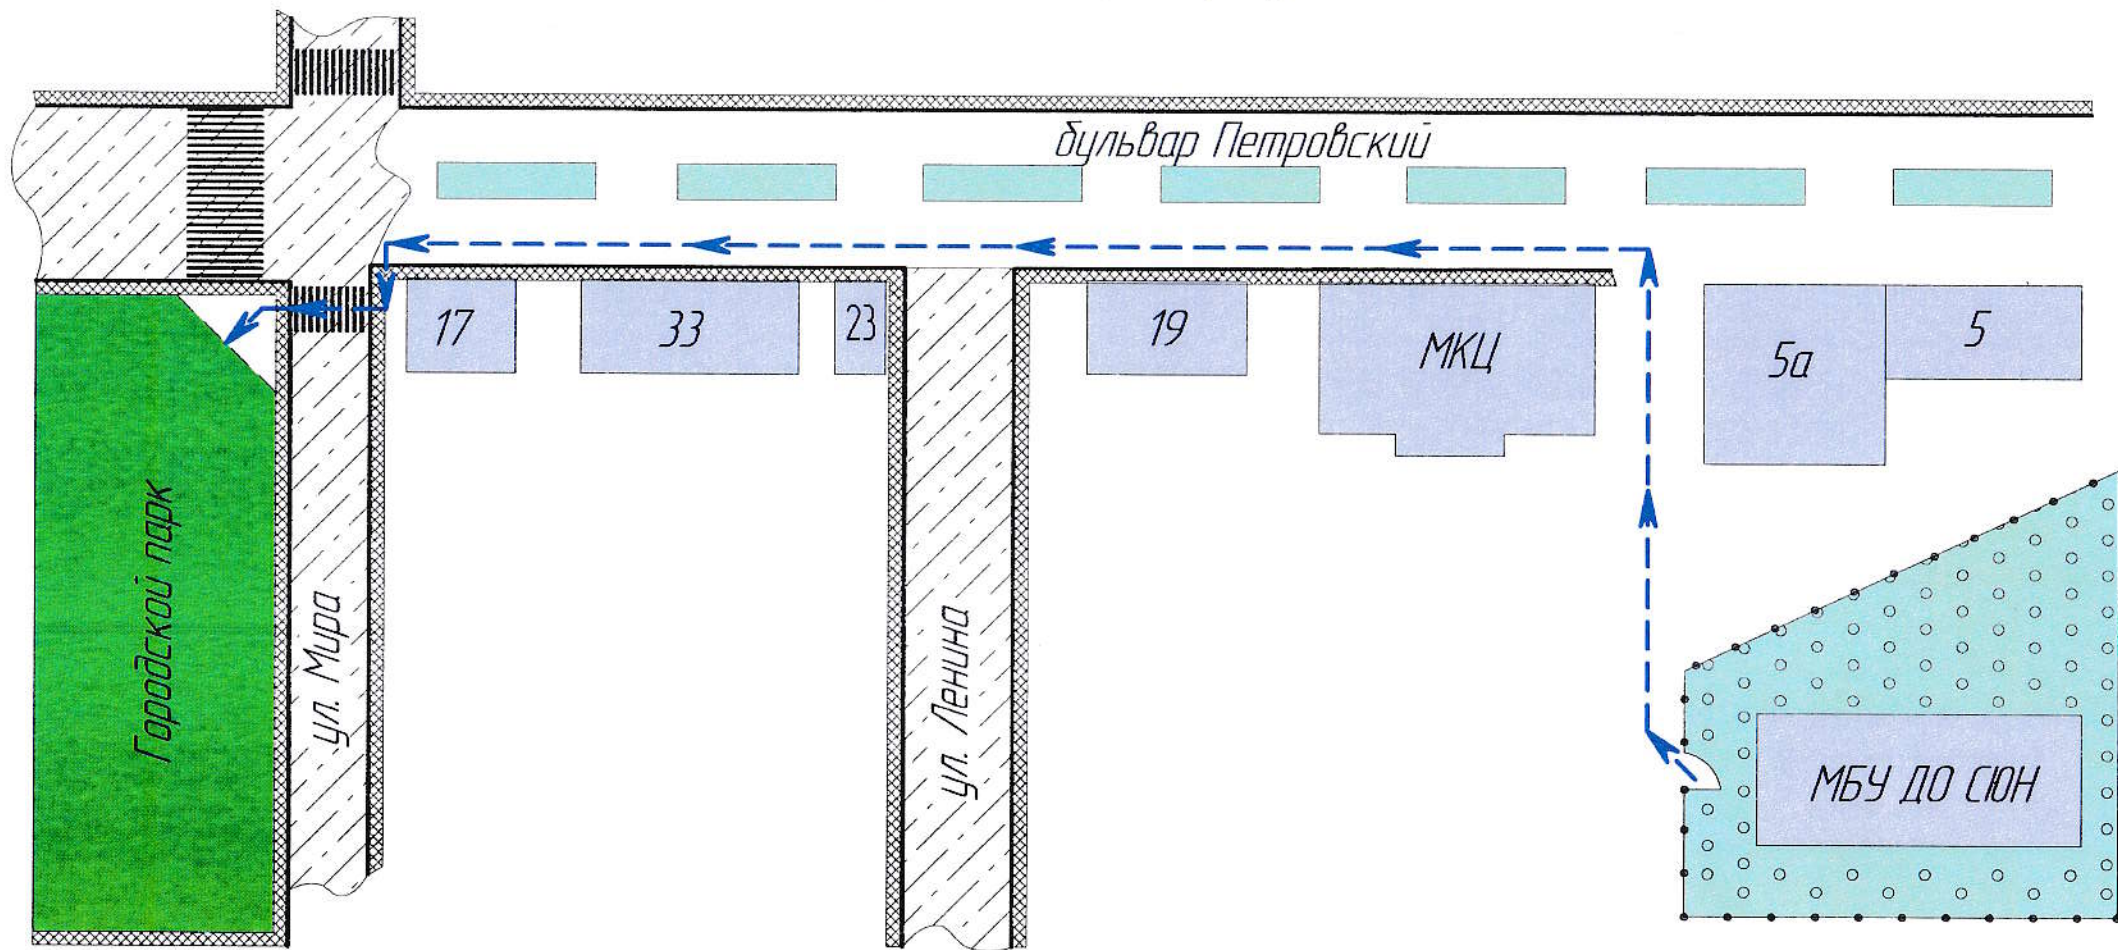 бульвар Петровский
17
33
23
19
МКЦ
5а
5
Городской парк
ул. Мира
ул. Ленина
МБУ ДО СЮН